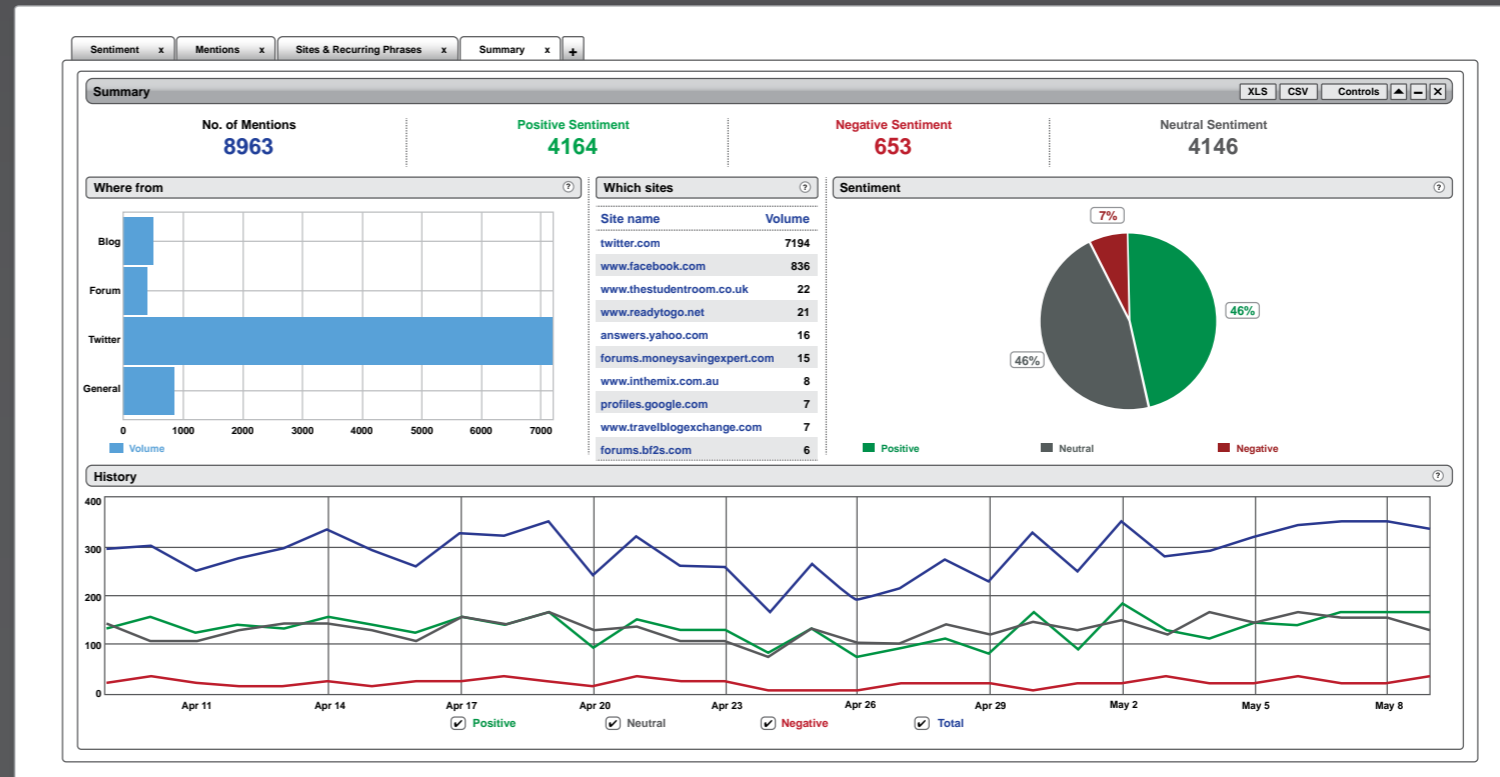 Sentiment x Mentions x Sites & Recurring Phrases x Summary x +
Summary XLS CSV Controls
No. of Mentions Positive Sentiment Negative Sentiment Neutral Sentiment
8963 4164 653 4146
Where from ?
Blog
Forum
Twitter
General
0 1000 2000 3000 4000 5000 6000 7000
Volume
Which sites ?
Site name Volume
twitter.com 7194
www.facebook.com 836
www.thestudentroom.co.uk 22
www.readytogo.net 21
answers.yahoo.com 16
forums.moneysavingexpert.com 15
www.inthemix.com.au 8
profiles.google.com 7
www.travelblogexchange.com 7
forums.bf2s.com 6
Sentiment ?
7%
46%
46%
Positive Neutral Negative
History ?
400
300
200
100
0
Apr 11 Apr 14 Apr 17 Apr 20 Apr 23 Apr 26 Apr 29 May 2 May 5 May 8
Positive Neutral Negative Total